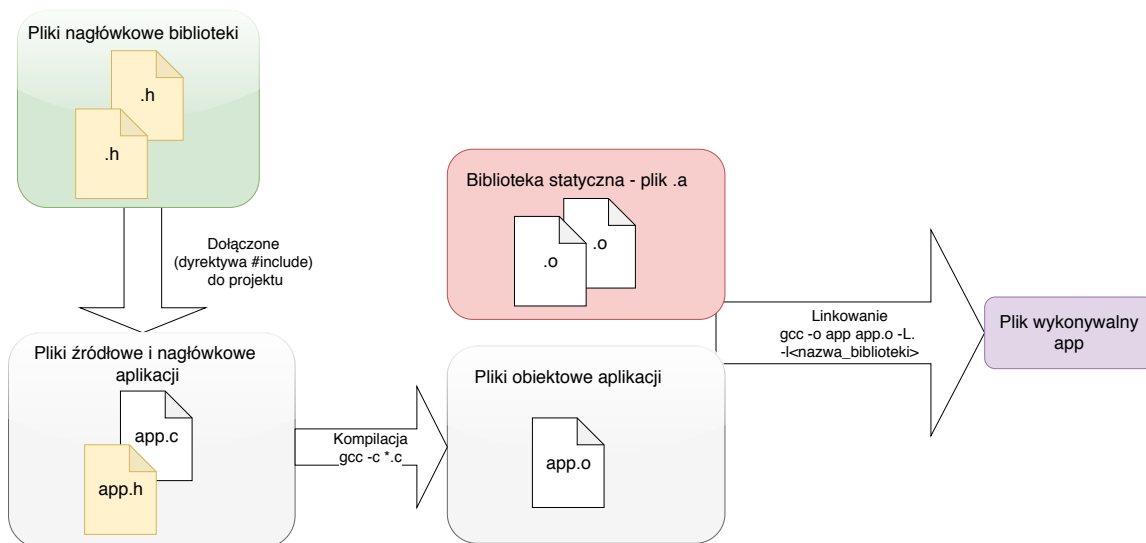 Pliki nagłówkowe biblioteki
.h
.h
Dołączone
(dyrektywa #include)
do projektu
Pliki źródłowe i nagłówkowe
aplikacji
app.c
app.h
Kompilacja
gcc -c *.c
Biblioteka statyczna - plik .a
.o
.o
Pliki obiektowe aplikacji
app.o
Linkowanie
gcc -o app app.o -L.
-l<nazwa_biblioteki>
Plik wykonywalny
app